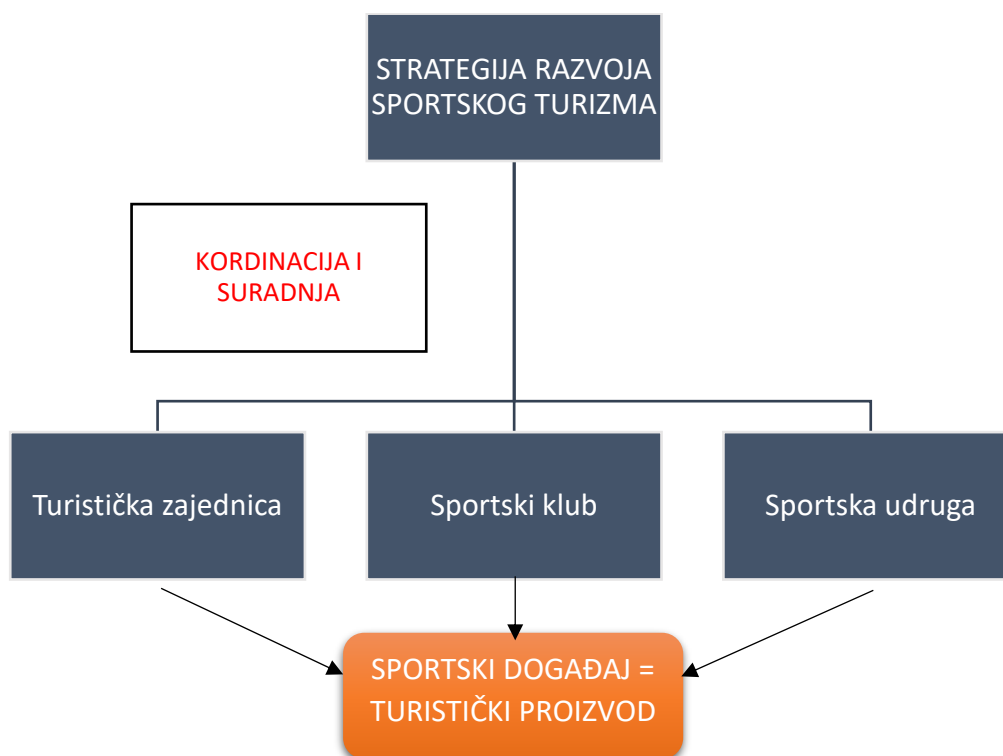 STRATEGIJA RAZVOJA
SPORTSKOG TURIZMA
KORDINACIJA I
SURADNJA
Turistička zajednica
Sportski klub
Sportska udruga
SPORTSKI DOGAĐAJ =
TURISTIČKI PROIZVOD